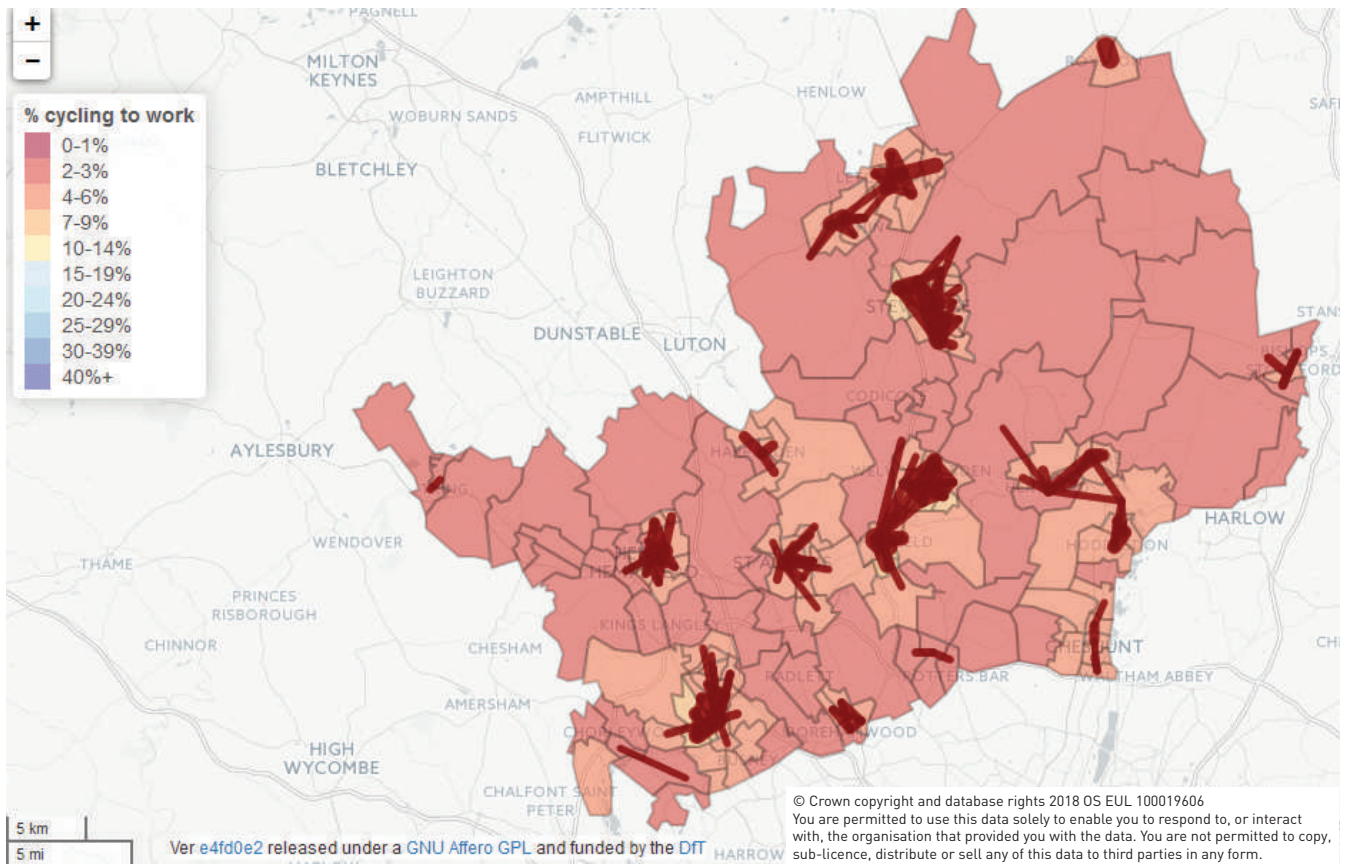 PAGNELL
+
−
MILTON
KEYNES
AMPTHILL
HENLOW
% cycling to work
0-1%
2-3%
4-6%
7-9%
10-14%
15-19%
20-24%
25-29%
30-39%
40%+
WOBURN SANDS
FLITWICK
BLETCHLEY
LEIGHTON
BUZZARD
DUNSTABLE
LUTON
CODICO
AYLESBURY
HARLOW
WENDOVER
THAME
PRINCES
RISBOROUGH
CHINNOR
CHESHAM
KINGS LANGLEY
RADLETT
POTTERS BAR
WALTHAM ABBEY
AMERSHAM
HIGH
WYCOMBE
CHALFONT SAINT
PETER
HARROW
5 km
5 mi
Ver e4fd0e2 released under a GNU Affero GPL and funded by the DfT
© Crown copyright and database rights 2018 OS EUL 100019606
You are permitted to use this data solely to enable you to respond to, or interact
with, the organisation that provided you with the data. You are not permitted to copy,
sub-licence, distribute or sell any of this data to third parties in any form.